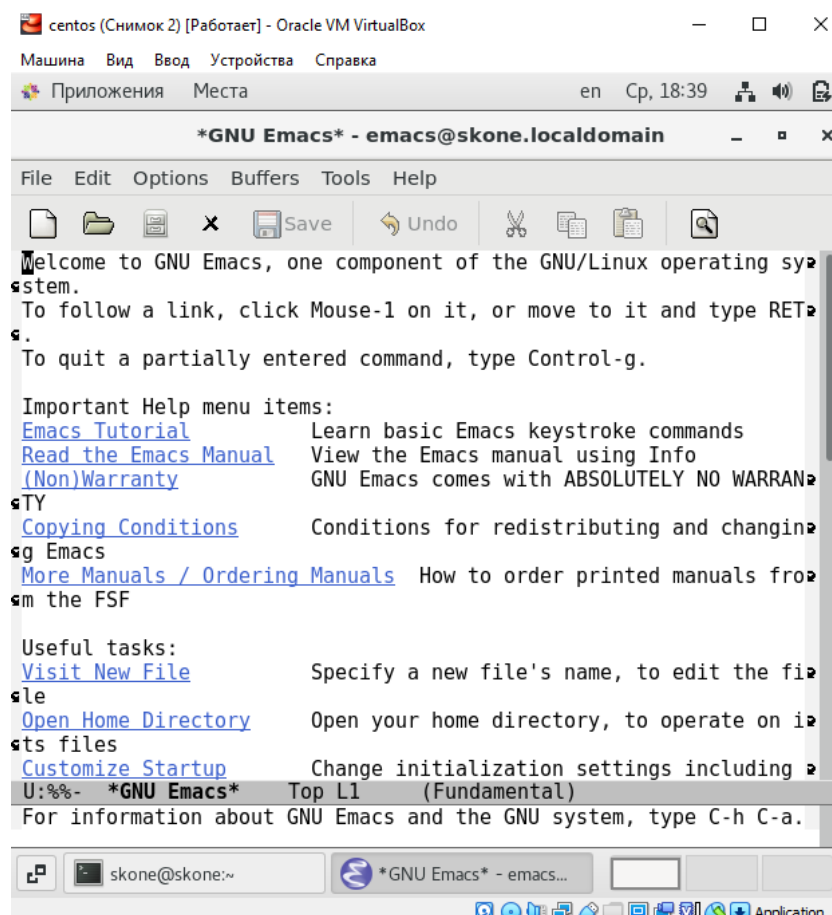 centos (Снимок 2) [Работает] - Oracle VM VirtualBox
Машина Вид Ввод Устройства Справка
Приложения Места en Ср, 18:39
*GNU Emacs* - emacs@skone.localdomain
File Edit Options Buffers Tools Help
Save Undo
Welcome to GNU Emacs, one component of the GNU/Linux operating sy
stem.
To follow a link, click Mouse-1 on it, or move to it and type RET
.
To quit a partially entered command, type Control-g.
Important Help menu items:
Emacs Tutorial Learn basic Emacs keystroke commands
Read the Emacs Manual View the Emacs manual using Info
(Non)Warranty GNU Emacs comes with ABSOLUTELY NO WARRAN
TY
Copying Conditions Conditions for redistributing and changin
g Emacs
More Manuals / Ordering Manuals How to order printed manuals fro
m the FSF
Useful tasks:
Visit New File Specify a new file's name, to edit the fi
le
Open Home Directory Open your home directory, to operate on i
ts files
Customize Startup Change initialization settings including
U:%%- *GNU Emacs* Top L1 (Fundamental)
For information about GNU Emacs and the GNU system, type C-h C-a.
skone@skone:~ *GNU Emacs* - emacs...
Application